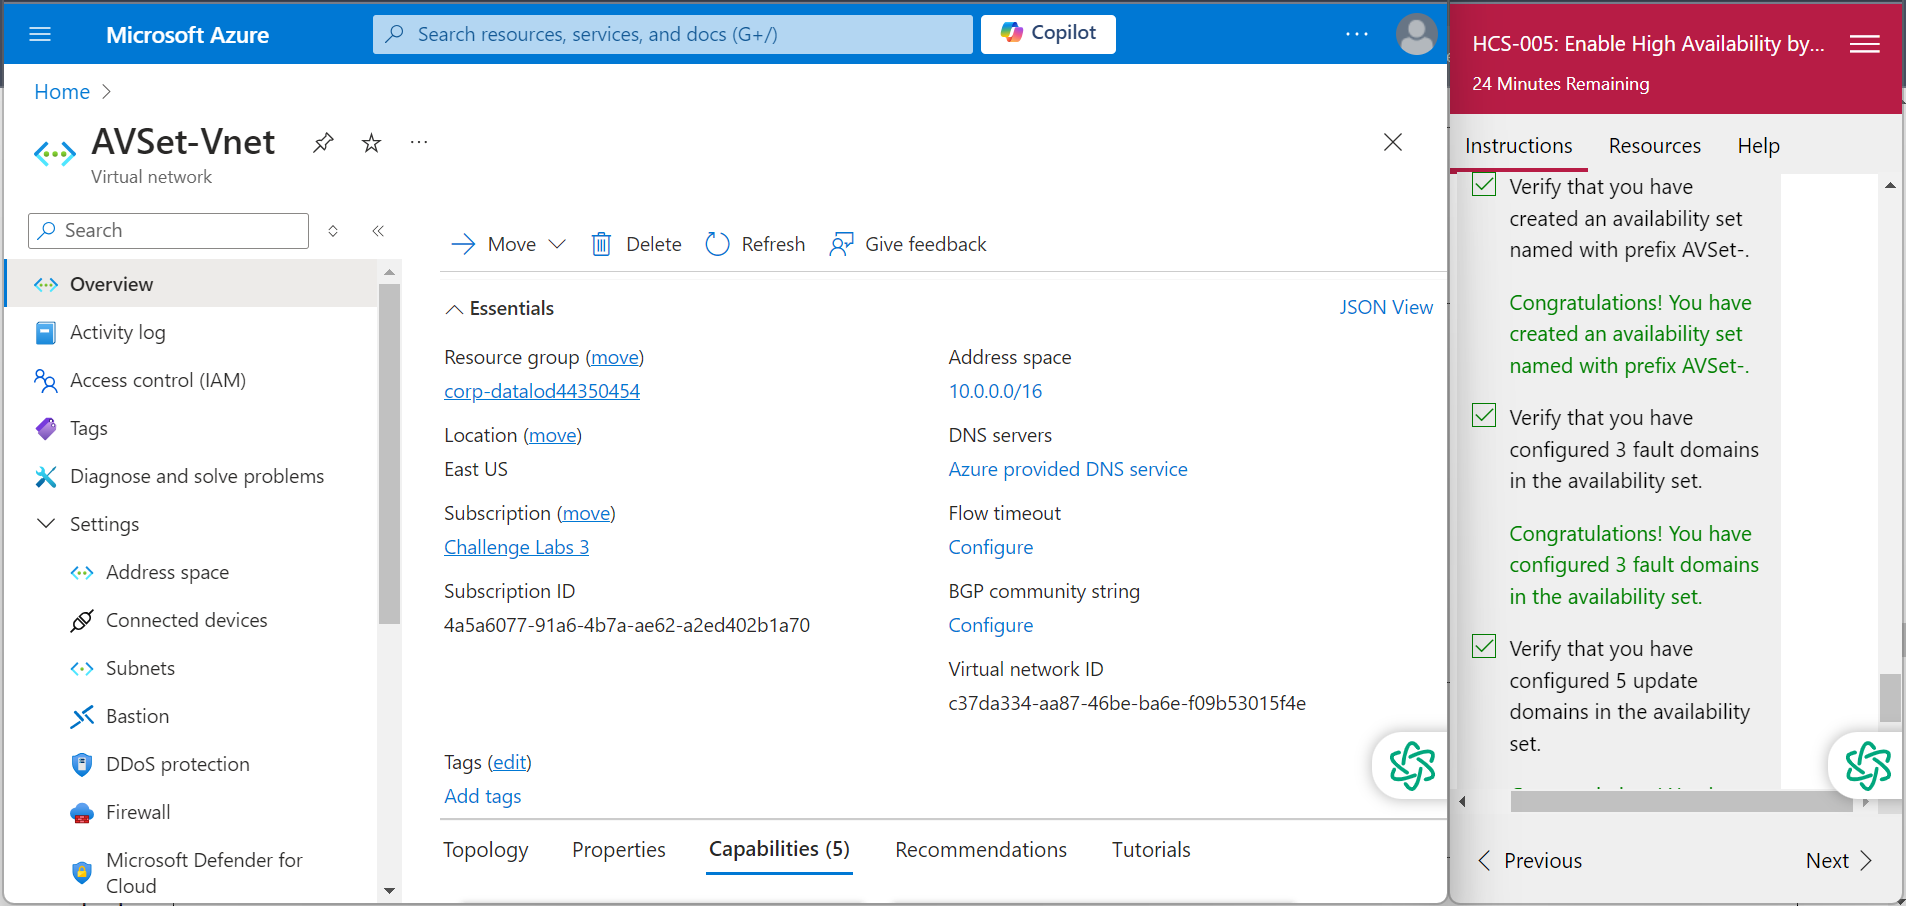 Microsoft Azure
Search resources, services, and docs (G+/)
Copilot
Home
AVSet-Vnet
Virtual network
Search
Overview
Activity log
Access control (IAM)
Tags
Diagnose and solve problems
Settings
Address space
Connected devices
Subnets
Bastion
DDoS protection
Firewall
Microsoft Defender for
Cloud
Move
Delete
Refresh
Give feedback
Essentials
JSON View
Resource group (move)
corp-datalod44350454
Location (move)
East US
Subscription (move)
Challenge Labs 3
Subscription ID
4a5a6077-91a6-4b7a-ae62-a2ed402b1a70
Address space
10.0.0.0/16
DNS servers
Azure provided DNS service
Flow timeout
Configure
BGP community string
Configure
Virtual network ID
c37da334-aa87-46be-ba6e-f09b53015f4e
Tags (edit)
Add tags
Topology
Properties
Capabilities (5)
Recommendations
Tutorials
HCS-005: Enable High Availability by...
24 Minutes Remaining
Instructions
Resources
Help
Verify that you have
created an availability set
named with prefix AVSet-.
Congratulations! You have
created an availability set
named with prefix AVSet-.
Verify that you have
configured 3 fault domains
in the availability set.
Congratulations! You have
configured 3 fault domains
in the availability set.
Verify that you have
configured 5 update
domains in the availability
set.
Previous
Next